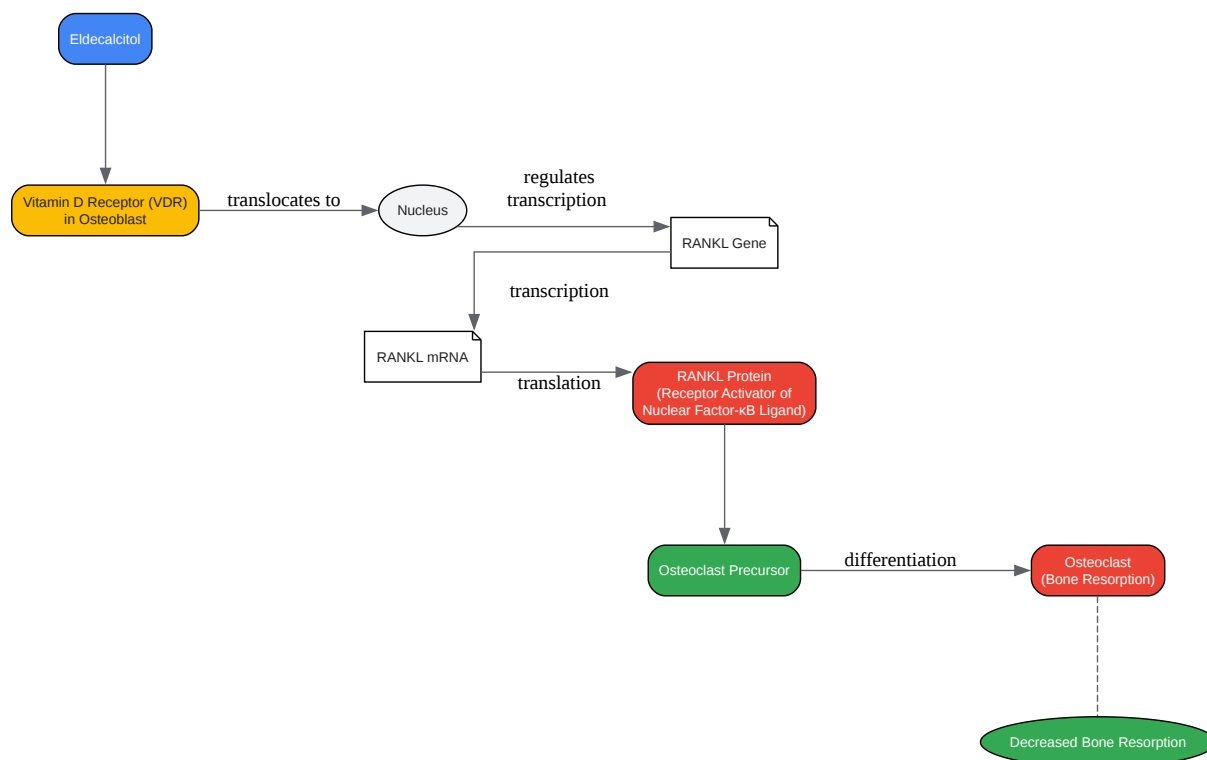 Eldecalcitol
Vitamin D Receptor (VDR)
in Osteoblast
translocates to
Nucleus
regulates
transcription
RANKL Gene
transcription
RANKL mRNA
translation
RANKL Protein
(Receptor Activator of
Nuclear Factor-κB Ligand)
Osteoclast Precursor
differentiation
Osteoclast
(Bone Resorption)
Decreased Bone Resorption